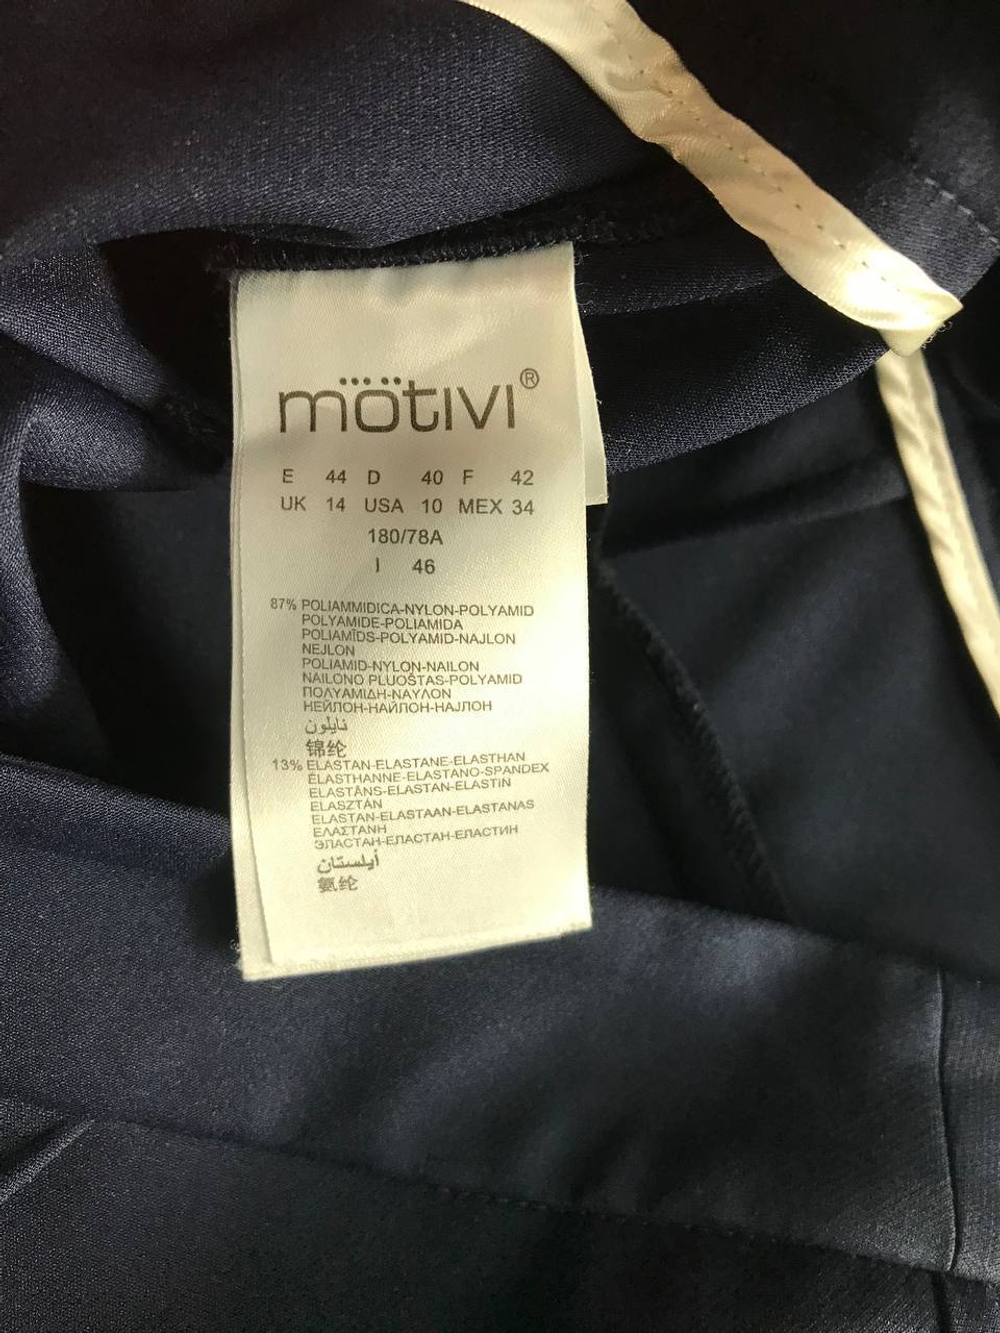 mötivi®
E 44 D 40 F 42
UK 14 USA 10 MEX 34
180/78A
I 46
87% POLIAMMIDICA-NYLON-POLYAMID
POLYAMIDE-POLIAMIDA
POLIAMĪDS-POLYAMID-NAJLON
NEJLON
POLIAMID-NYLON-NAILON
NAILONO PLUOŠTAS-POLYAMID
ΠΟΛΥΑΜΙΔΗ-ΝΑΥΛΟΝ
НЕЙЛОН-НАЙЛОН-НАЈЛОН
نايلون
锦纶
13% ELASTAN-ELASTANE-ELASTHAN
ÉLASTHANNE-ELASTANO-SPANDEX
ELASTĀNS-ELASTAN-ELASTIN
ELASZTÁN
ELASTAN-ELASTAAN-ELASTANAS
ΕΛΑΣΤΑΝΗ
ЭЛАСТАН-ЕЛАСТАН-ЕЛАСТИН
أيلستان
氨纶